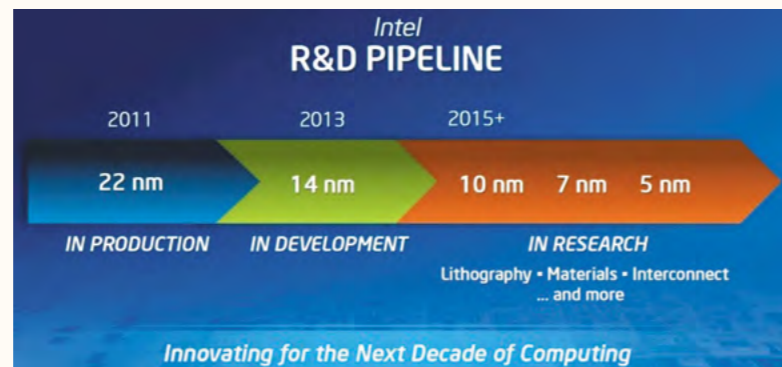 Intel
R&D PIPELINE
2011 2013 2015+
22 nm 14 nm 10 nm 7 nm 5 nm
IN PRODUCTION IN DEVELOPMENT IN RESEARCH
Lithography ▪ Materials ▪ Interconnect
... and more
Innovating for the Next Decade of Computing